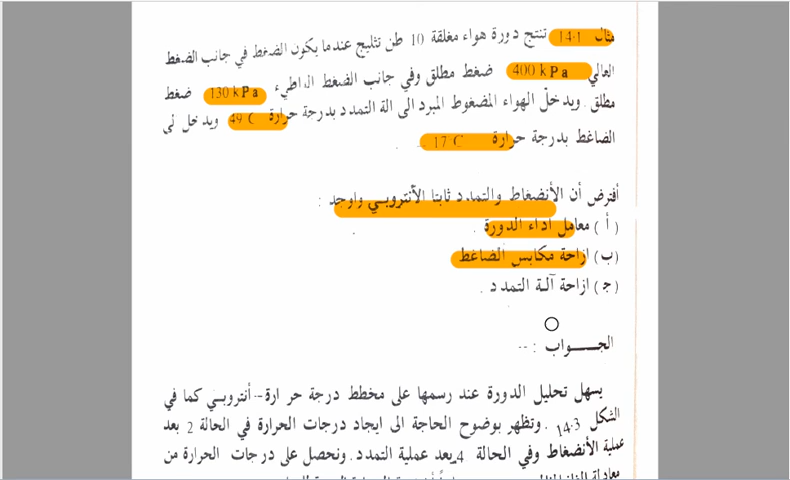 مثال 14.1 تنتج دورة هواء مغلقة 10 طن تثليج عندما يكون الضغط في جانب الضغط
العالي 400 kPa ضغط مطلق وفي جانب الضغط الواطيء 130 kPa ضغط
مطلق . ويدخل الهواء المضغوط المبرد الى الة التمدد بدرجة حرارة 49 C ويدخل لى
الضاغط بدرجة حرارة 17 C
أفترض أن الأنضغاط والتمدد ثابتا الأنتروبي واوجد :
( أ ) معامل اداء الدورة .
(ب) ازاحة مكابس الضاغط
(ج) ازاحة آلة التمدد .
الجـــواب : --
يسهل تحليل الدورة عند رسمها على مخطط درجة حرارة -- أنتروبي كما في
الشكل 14.3 . وتظهر بوضوح الحاجة الى ايجاد درجات الحرارة في الحالة 2 بعد
عملية الأنضغاط وفي الحالة 4 بعد عملية التمدد . ونحصل على درجات الحرارة من